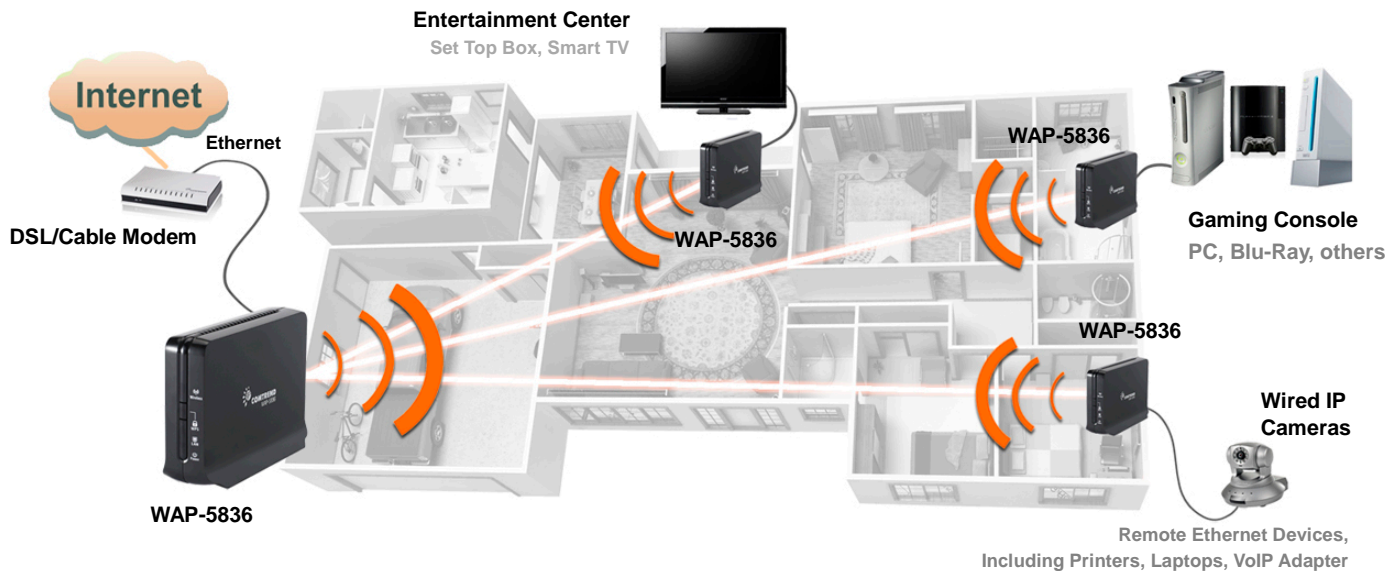 Entertainment Center
Set Top Box, Smart TV
Internet
Ethernet
DSL/Cable Modem
WAP-5836
WAP-5836
Gaming Console
PC, Blu-Ray, others
WAP-5836
Wired IP
Cameras
COMTREND
WAP-5836
Remote Ethernet Devices,
Including Printers, Laptops, VoIP Adapter